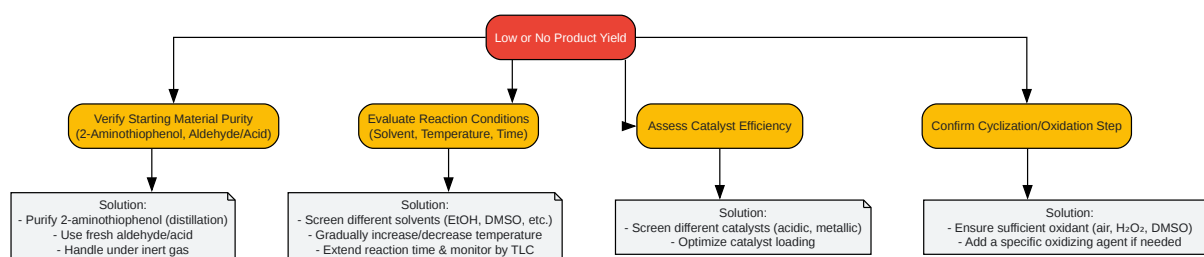 Low or No Product Yield
Verify Starting Material Purity
(2-Aminothiophenol, Aldehyde/Acid)
Evaluate Reaction Conditions
(Solvent, Temperature, Time)
Assess Catalyst Efficiency
Confirm Cyclization/Oxidation Step
Solution:
- Purify 2-aminothiophenol (distillation)
- Use fresh aldehyde/acid
- Handle under inert gas
Solution:
- Screen different solvents (EtOH, DMSO, etc.)
- Gradually increase/decrease temperature
- Extend reaction time & monitor by TLC
Solution:
- Screen different catalysts (acidic, metallic)
- Optimize catalyst loading
Solution:
- Ensure sufficient oxidant (air, H₂O₂, DMSO)
- Add a specific oxidizing agent if needed